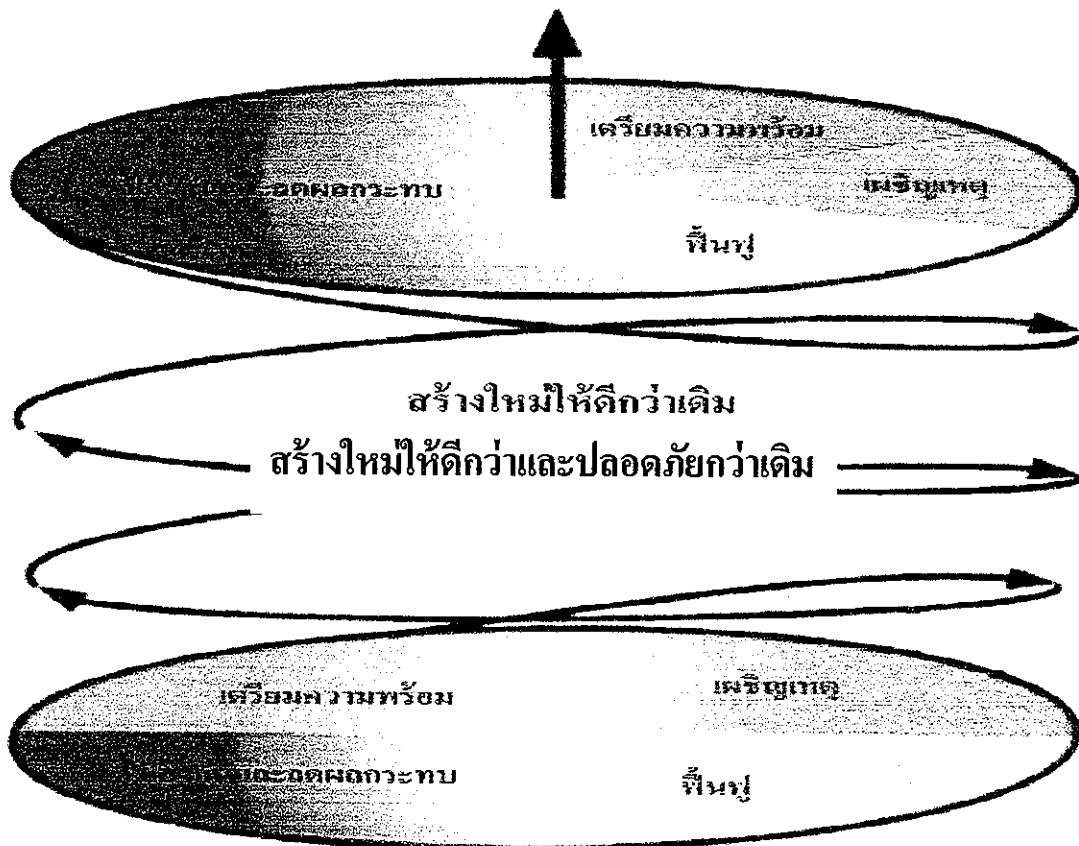 เตรียมความพร้อม
ลดผลกระทบ
เผชิญเหตุ
ฟื้นฟู
สร้างใหม่ให้ดีกว่าเดิม
สร้างใหม่ให้ดีกว่าและปลอดภัยกว่าเดิม
เตรียมความพร้อม
เผชิญเหตุ
และลดผลกระทบ
ฟื้นฟู